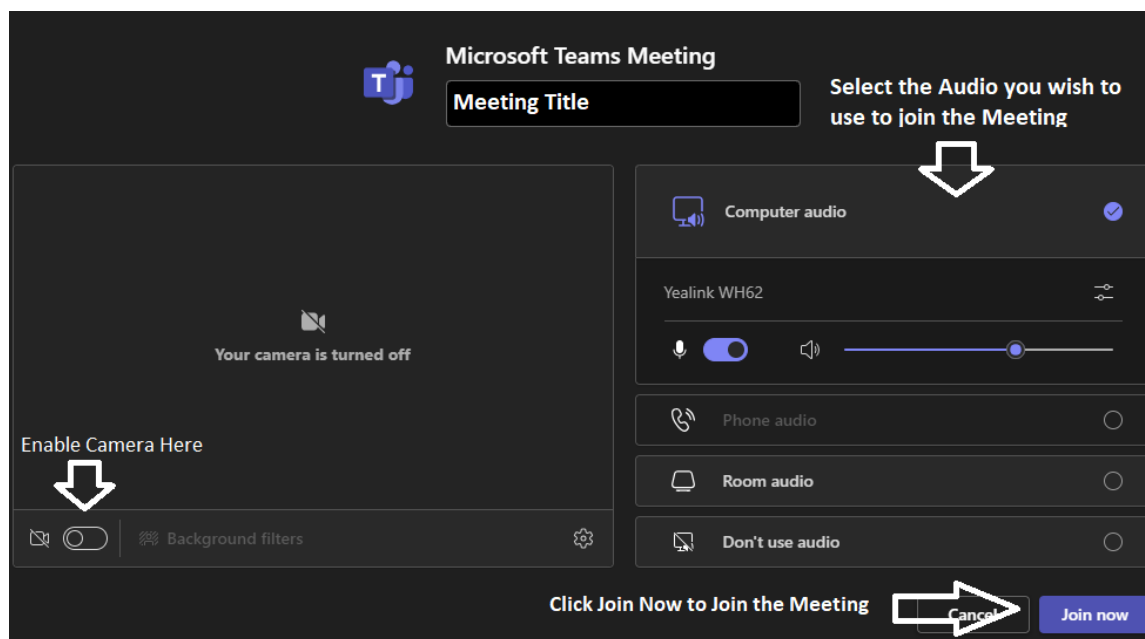 Microsoft Teams Meeting
T
Meeting Title
Select the Audio you wish to
use to join the Meeting
Computer audio
Yealink WH62
Your camera is turned off
Phone audio
Enable Camera Here
Room audio
Background filters
Don't use audio
Click Join Now to Join the Meeting
Cancel
Join now